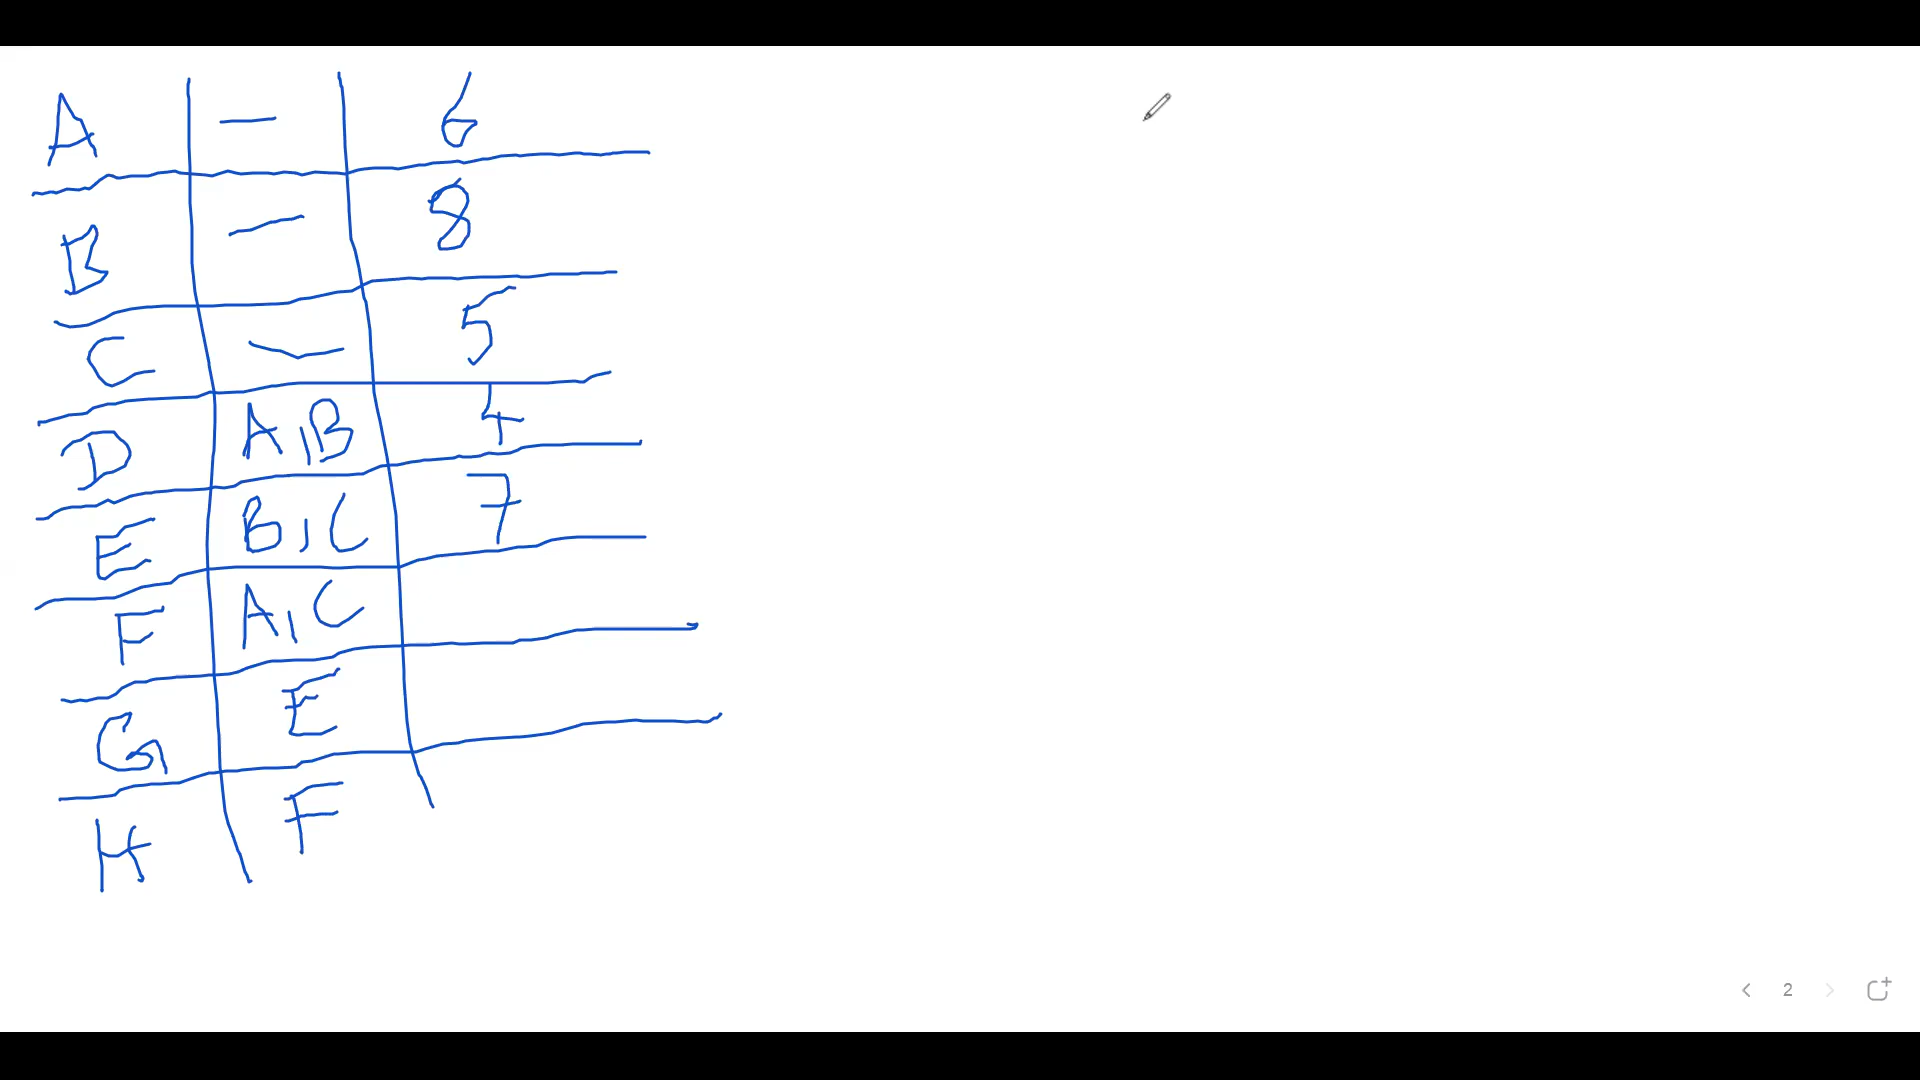 A — 6
B — 8
C — 5
D A,B 4
E B,C 7
F A,C
G E
H F
2